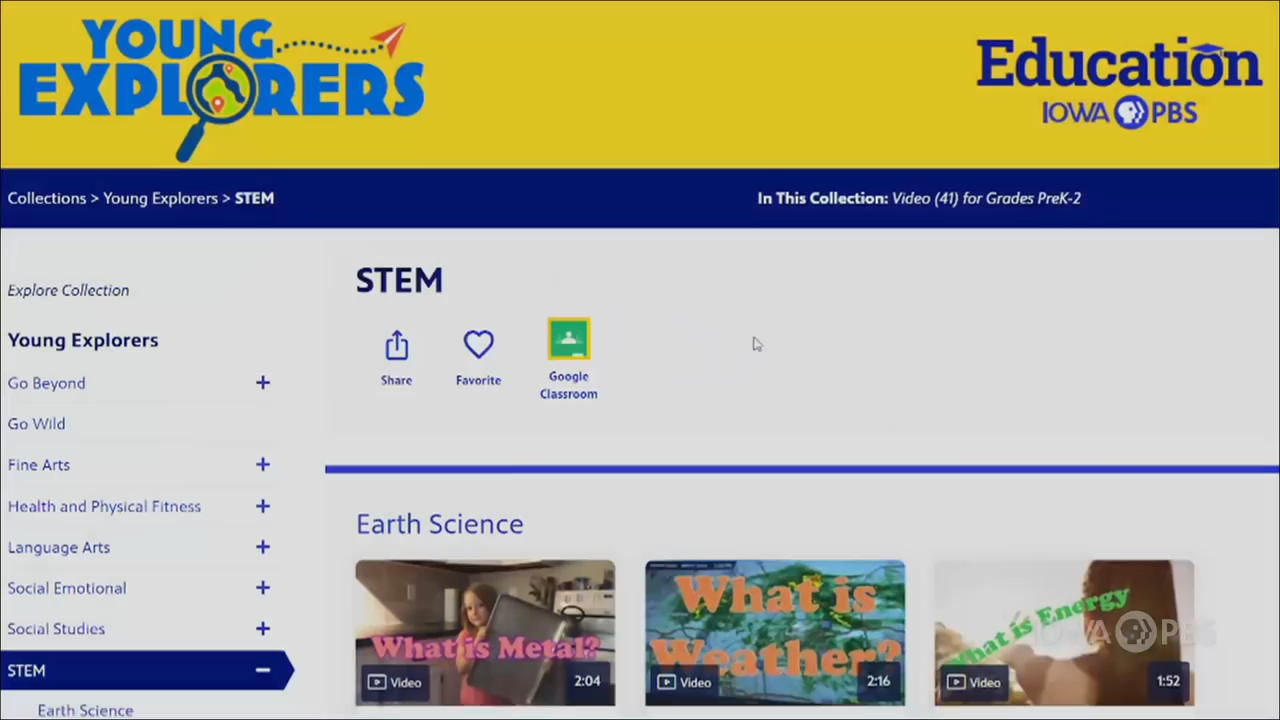 YOUNG
EXPLORERS
Education
IOWA PBS
Collections > Young Explorers > STEM
In This Collection: Video (41) for Grades PreK-2
Explore Collection
Young Explorers
Go Beyond +
Go Wild
Fine Arts +
Health and Physical Fitness +
Language Arts +
Social Emotional +
Social Studies +
STEM −
Earth Science
STEM
Share
Favorite
Google
Classroom
Earth Science
What is Metal?
Video
2:04
What is
Weather?
Video
2:16
What is Energy
Video
1:52
IOWA PBS